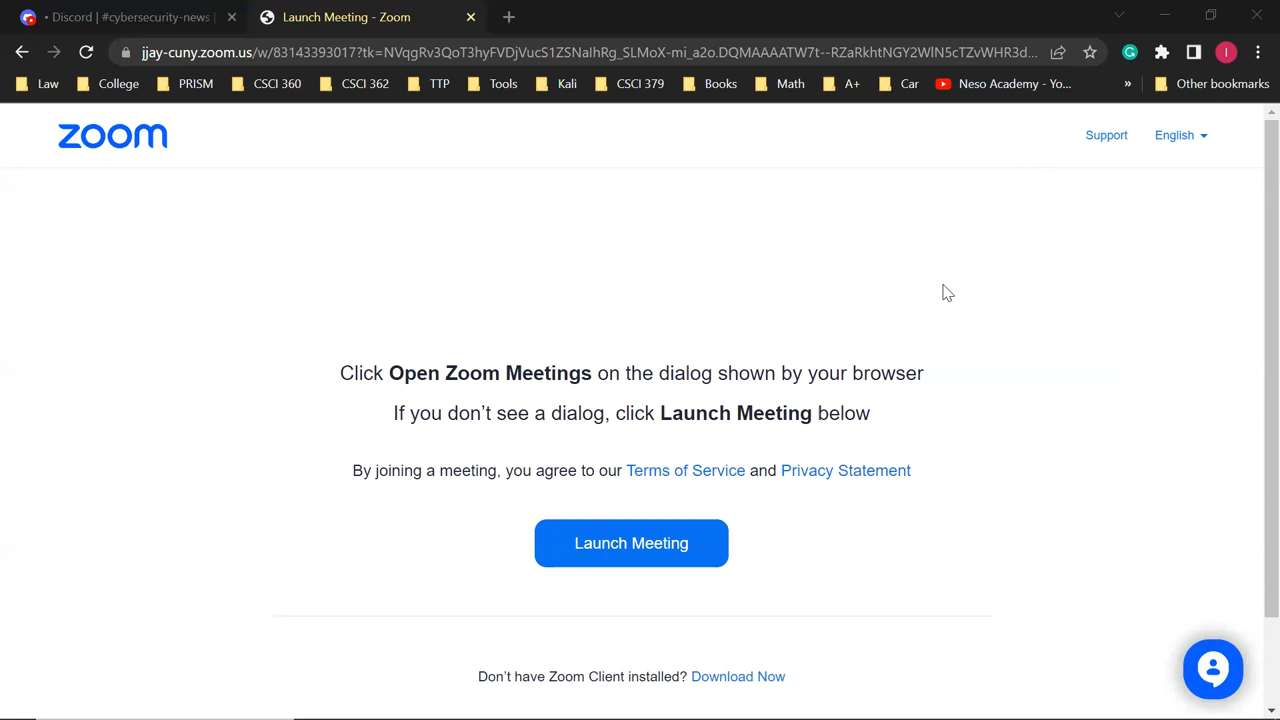 • Discord | #cybersecurity-news |
Launch Meeting - Zoom
jjay-cuny.zoom.us/w/83143393017?tk=NVqgRv3QoT3hyFVDjVucS1ZSNaIhRg_SLMoX-mi_a2o.DQMAAAATW7t--RZaRkhtNGY2WlN5cTZvWHR3d...
I
Law College PRISM CSCI 360 CSCI 362 TTP Tools Kali CSCI 379 Books Math A+ Car Neso Academy - Yo... » Other bookmarks
zoom
Support English
Click Open Zoom Meetings on the dialog shown by your browser
If you don't see a dialog, click Launch Meeting below
By joining a meeting, you agree to our Terms of Service and Privacy Statement
Launch Meeting
Don't have Zoom Client installed? Download Now